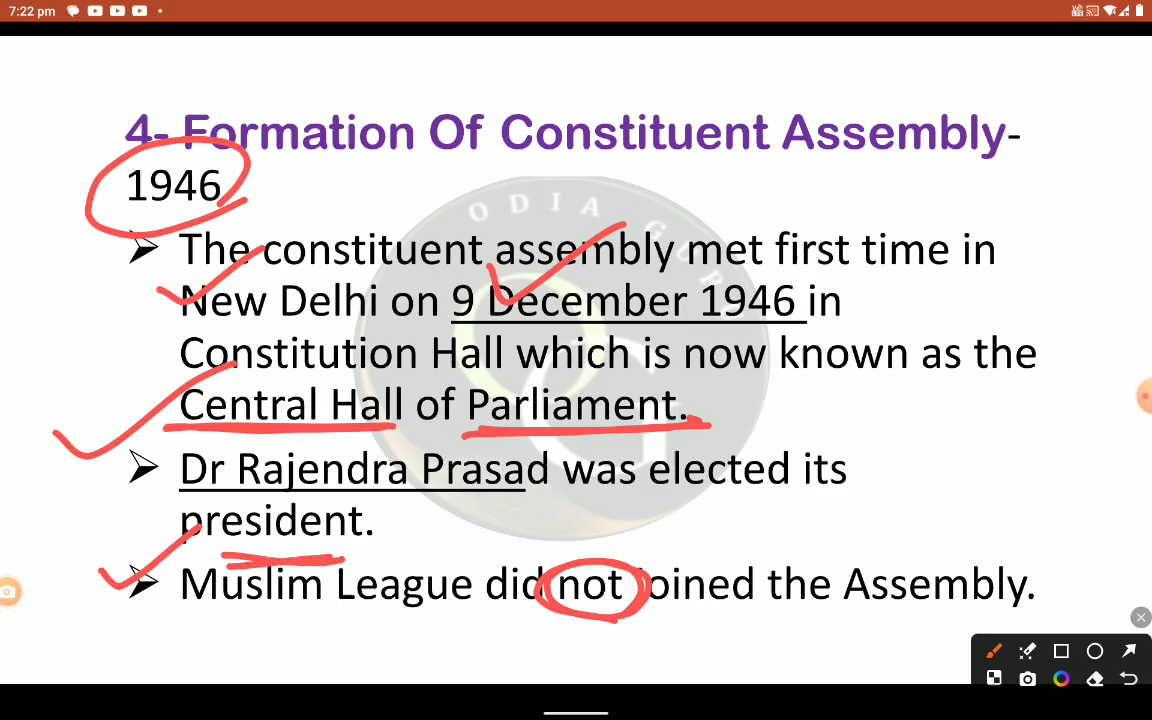 7:22 pm
4- Formation Of Constituent Assembly-
1946
➢ The constituent assembly met first time in
New Delhi on 9 December 1946 in
Constitution Hall which is now known as the
Central Hall of Parliament.
➢ Dr Rajendra Prasad was elected its
president.
➢ Muslim League did not joined the Assembly.
ODIA GURU